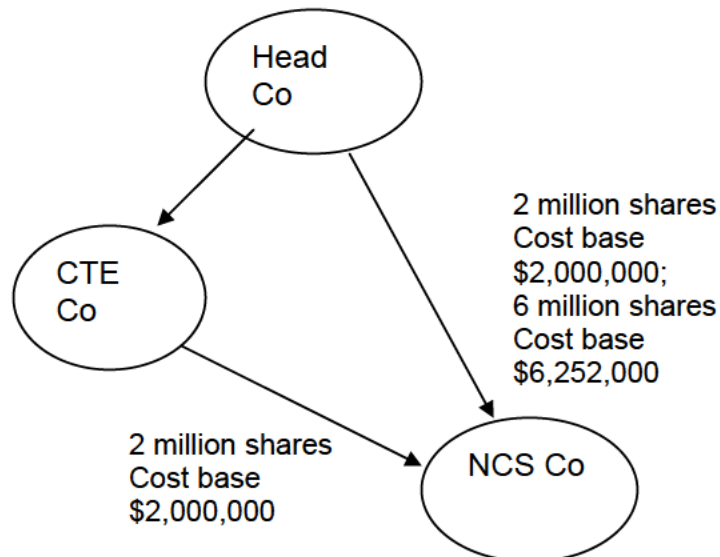 Head
Co
2 million shares
Cost base
$2,000,000;
6 million shares
Cost base
$6,252,000
CTE
Co
2 million shares
Cost base
$2,000,000
NCS Co